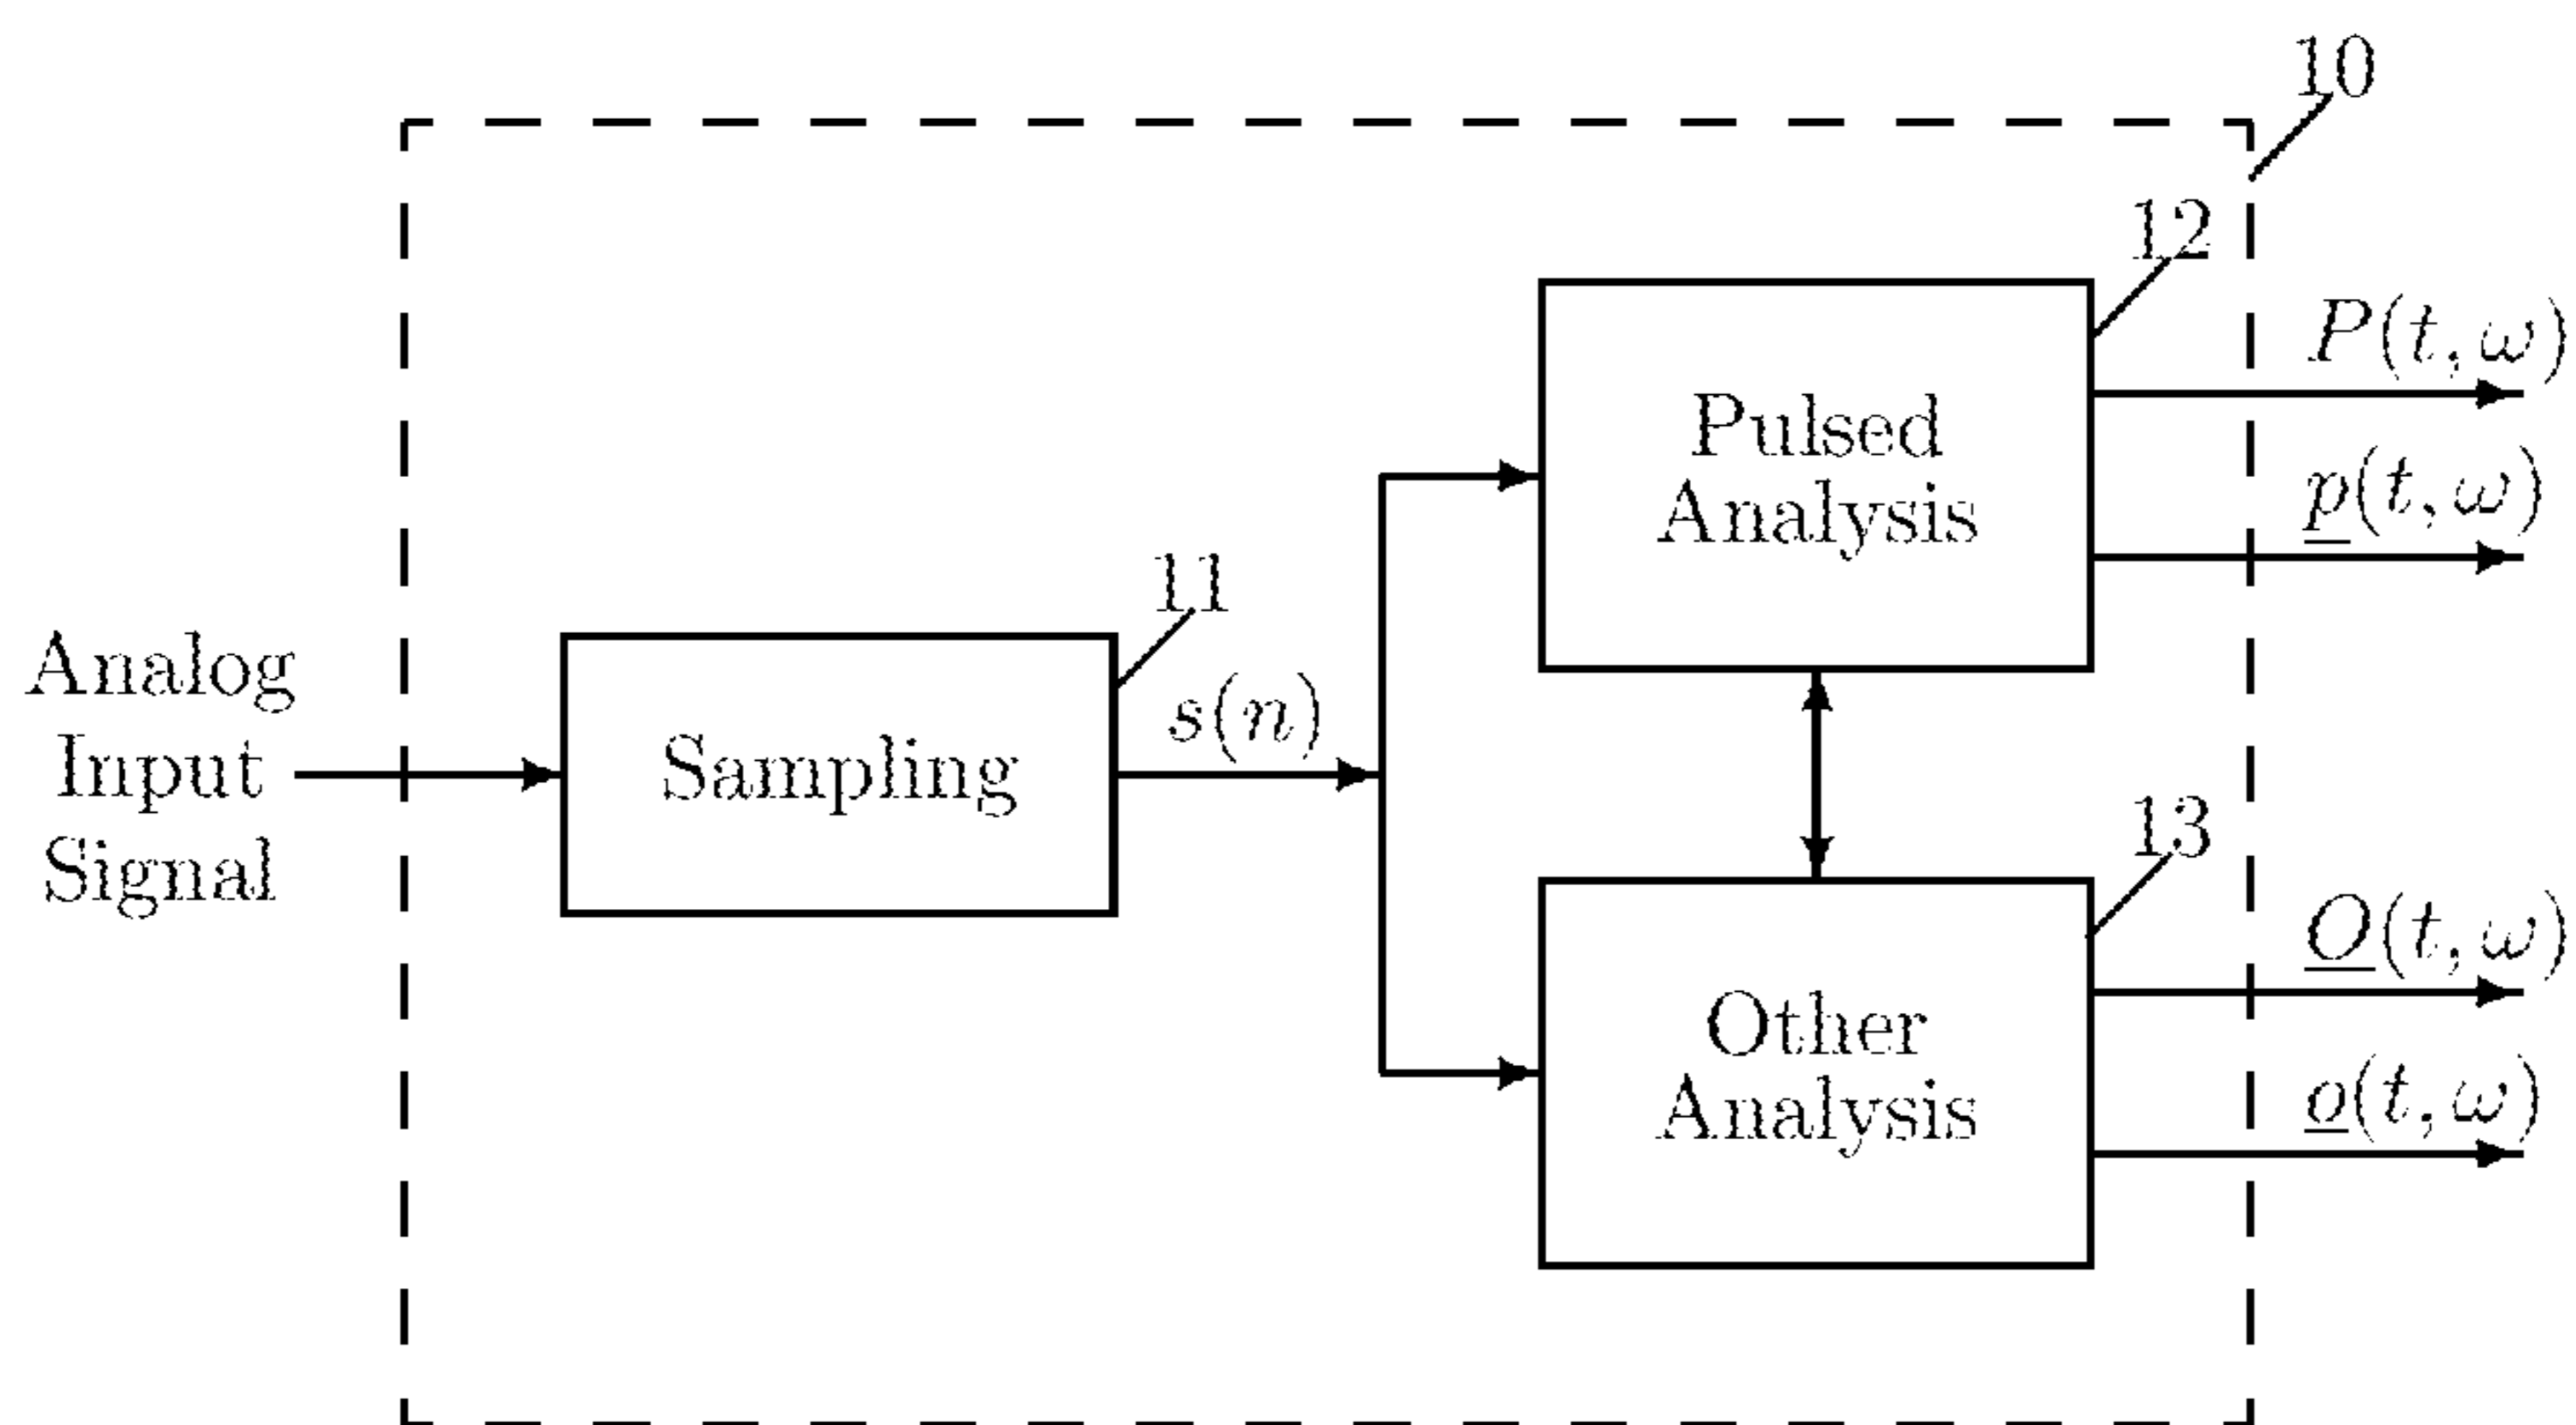 10
12
P(t, ω)
Pulsed
Analysis
p(t, ω)
11
Analog
Input
Signal
Sampling
s(n)
13
O(t, ω)
Other
Analysis
o(t, ω)